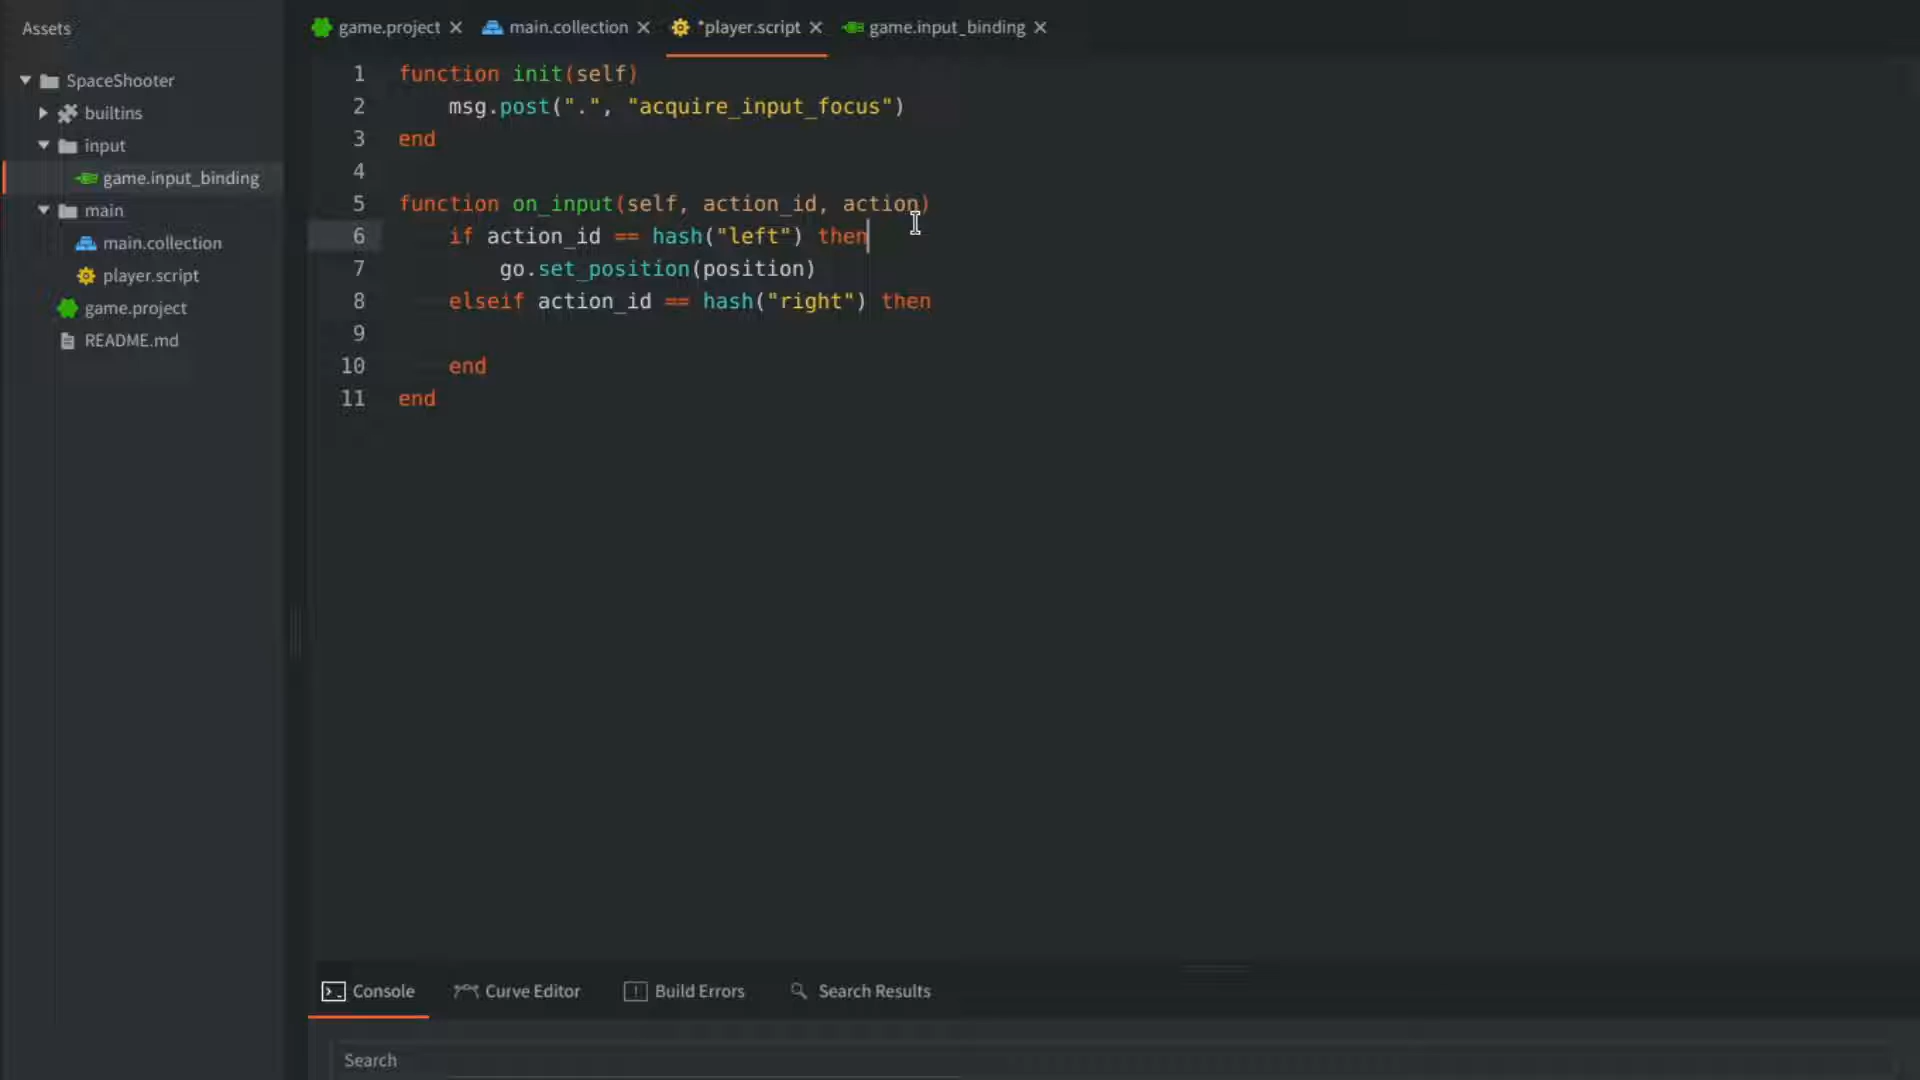 Assets
SpaceShooter
builtins
input
game.input_binding
main
main.collection
player.script
game.project
README.md
game.project
main.collection
*player.script
game.input_binding
1 function init(self)
2 msg.post(".", "acquire_input_focus")
3 end
4
5 function on_input(self, action_id, action)
6 if action_id == hash("left") then
7 go.set_position(position)
8 elseif action_id == hash("right") then
9
10 end
11 end
Console
Curve Editor
Build Errors
Search Results
Search